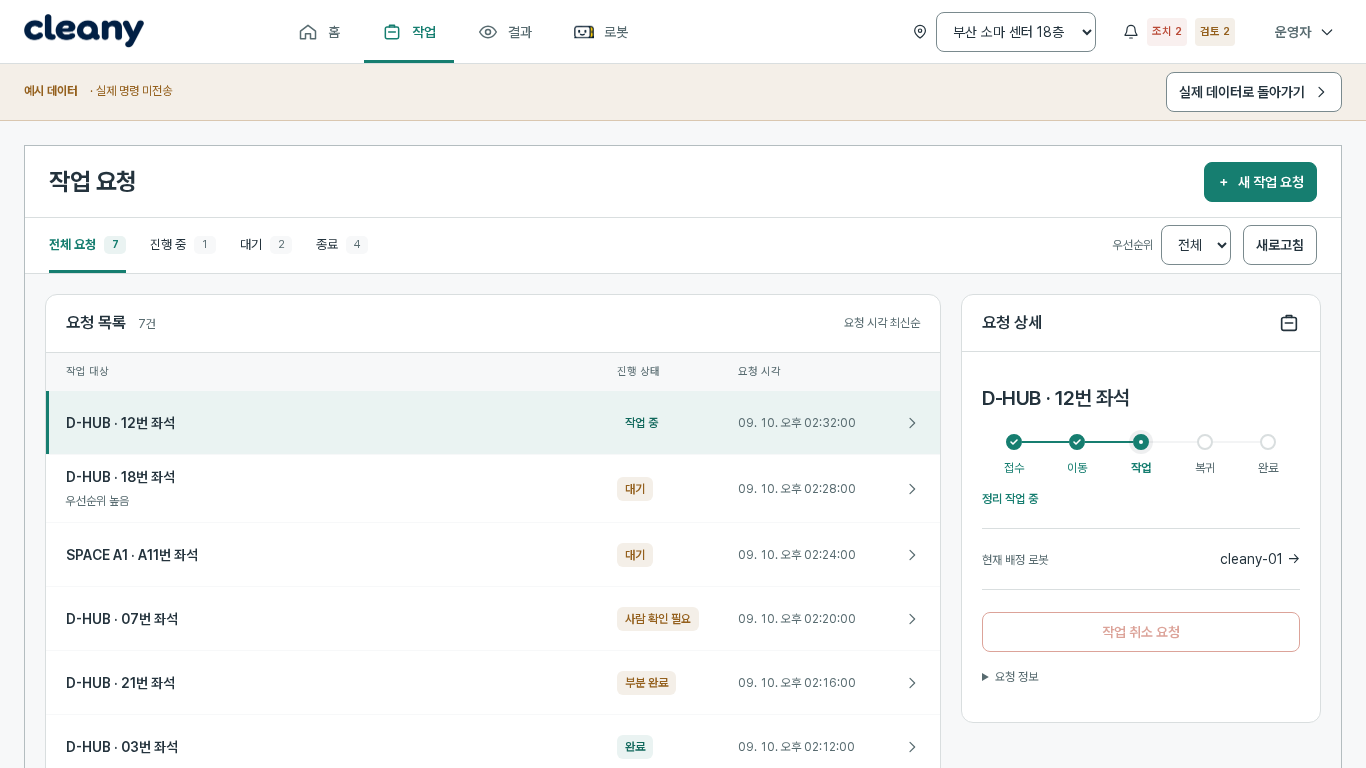 cleany
홈
작업
결과
로봇
부산 소마 센터 18층
조치 2
검토 2
운영자
예시 데이터 · 실제 명령 미전송
실제 데이터로 돌아가기
작업 요청
+ 새 작업 요청
전체 요청 7
진행 중 1
대기 2
종료 4
우선순위
전체
새로고침
요청 목록 7건
요청 시각 최신순
작업 대상 진행 상태 요청 시각
D-HUB · 12번 좌석 작업 중 09. 10. 오후 02:32:00
D-HUB · 18번 좌석 대기 09. 10. 오후 02:28:00
우선순위 높음
SPACE A1 · A11번 좌석 대기 09. 10. 오후 02:24:00
D-HUB · 07번 좌석 사람 확인 필요 09. 10. 오후 02:20:00
D-HUB · 21번 좌석 부분 완료 09. 10. 오후 02:16:00
D-HUB · 03번 좌석 완료 09. 10. 오후 02:12:00
요청 상세
D-HUB · 12번 좌석
접수 이동 작업 복귀 완료
정리 작업 중
현재 배정 로봇 cleany-01 →
작업 취소 요청
▶ 요청 정보